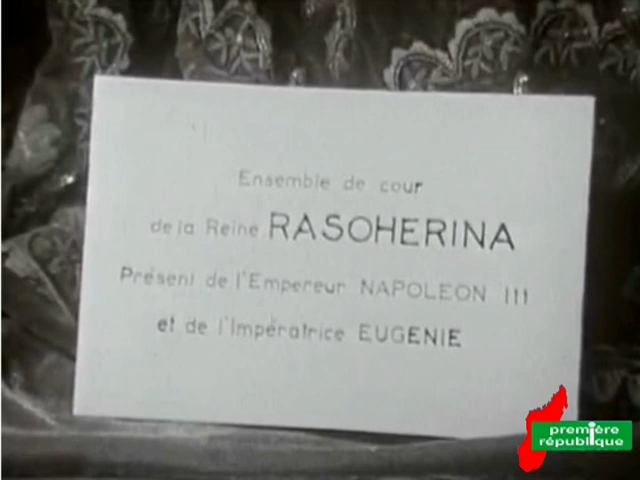 Ensemble de cour
de la Reine RASOHERINA
Présent de l'Empereur NAPOLEON III
et de l'Impératrice EUGENIE
première
république